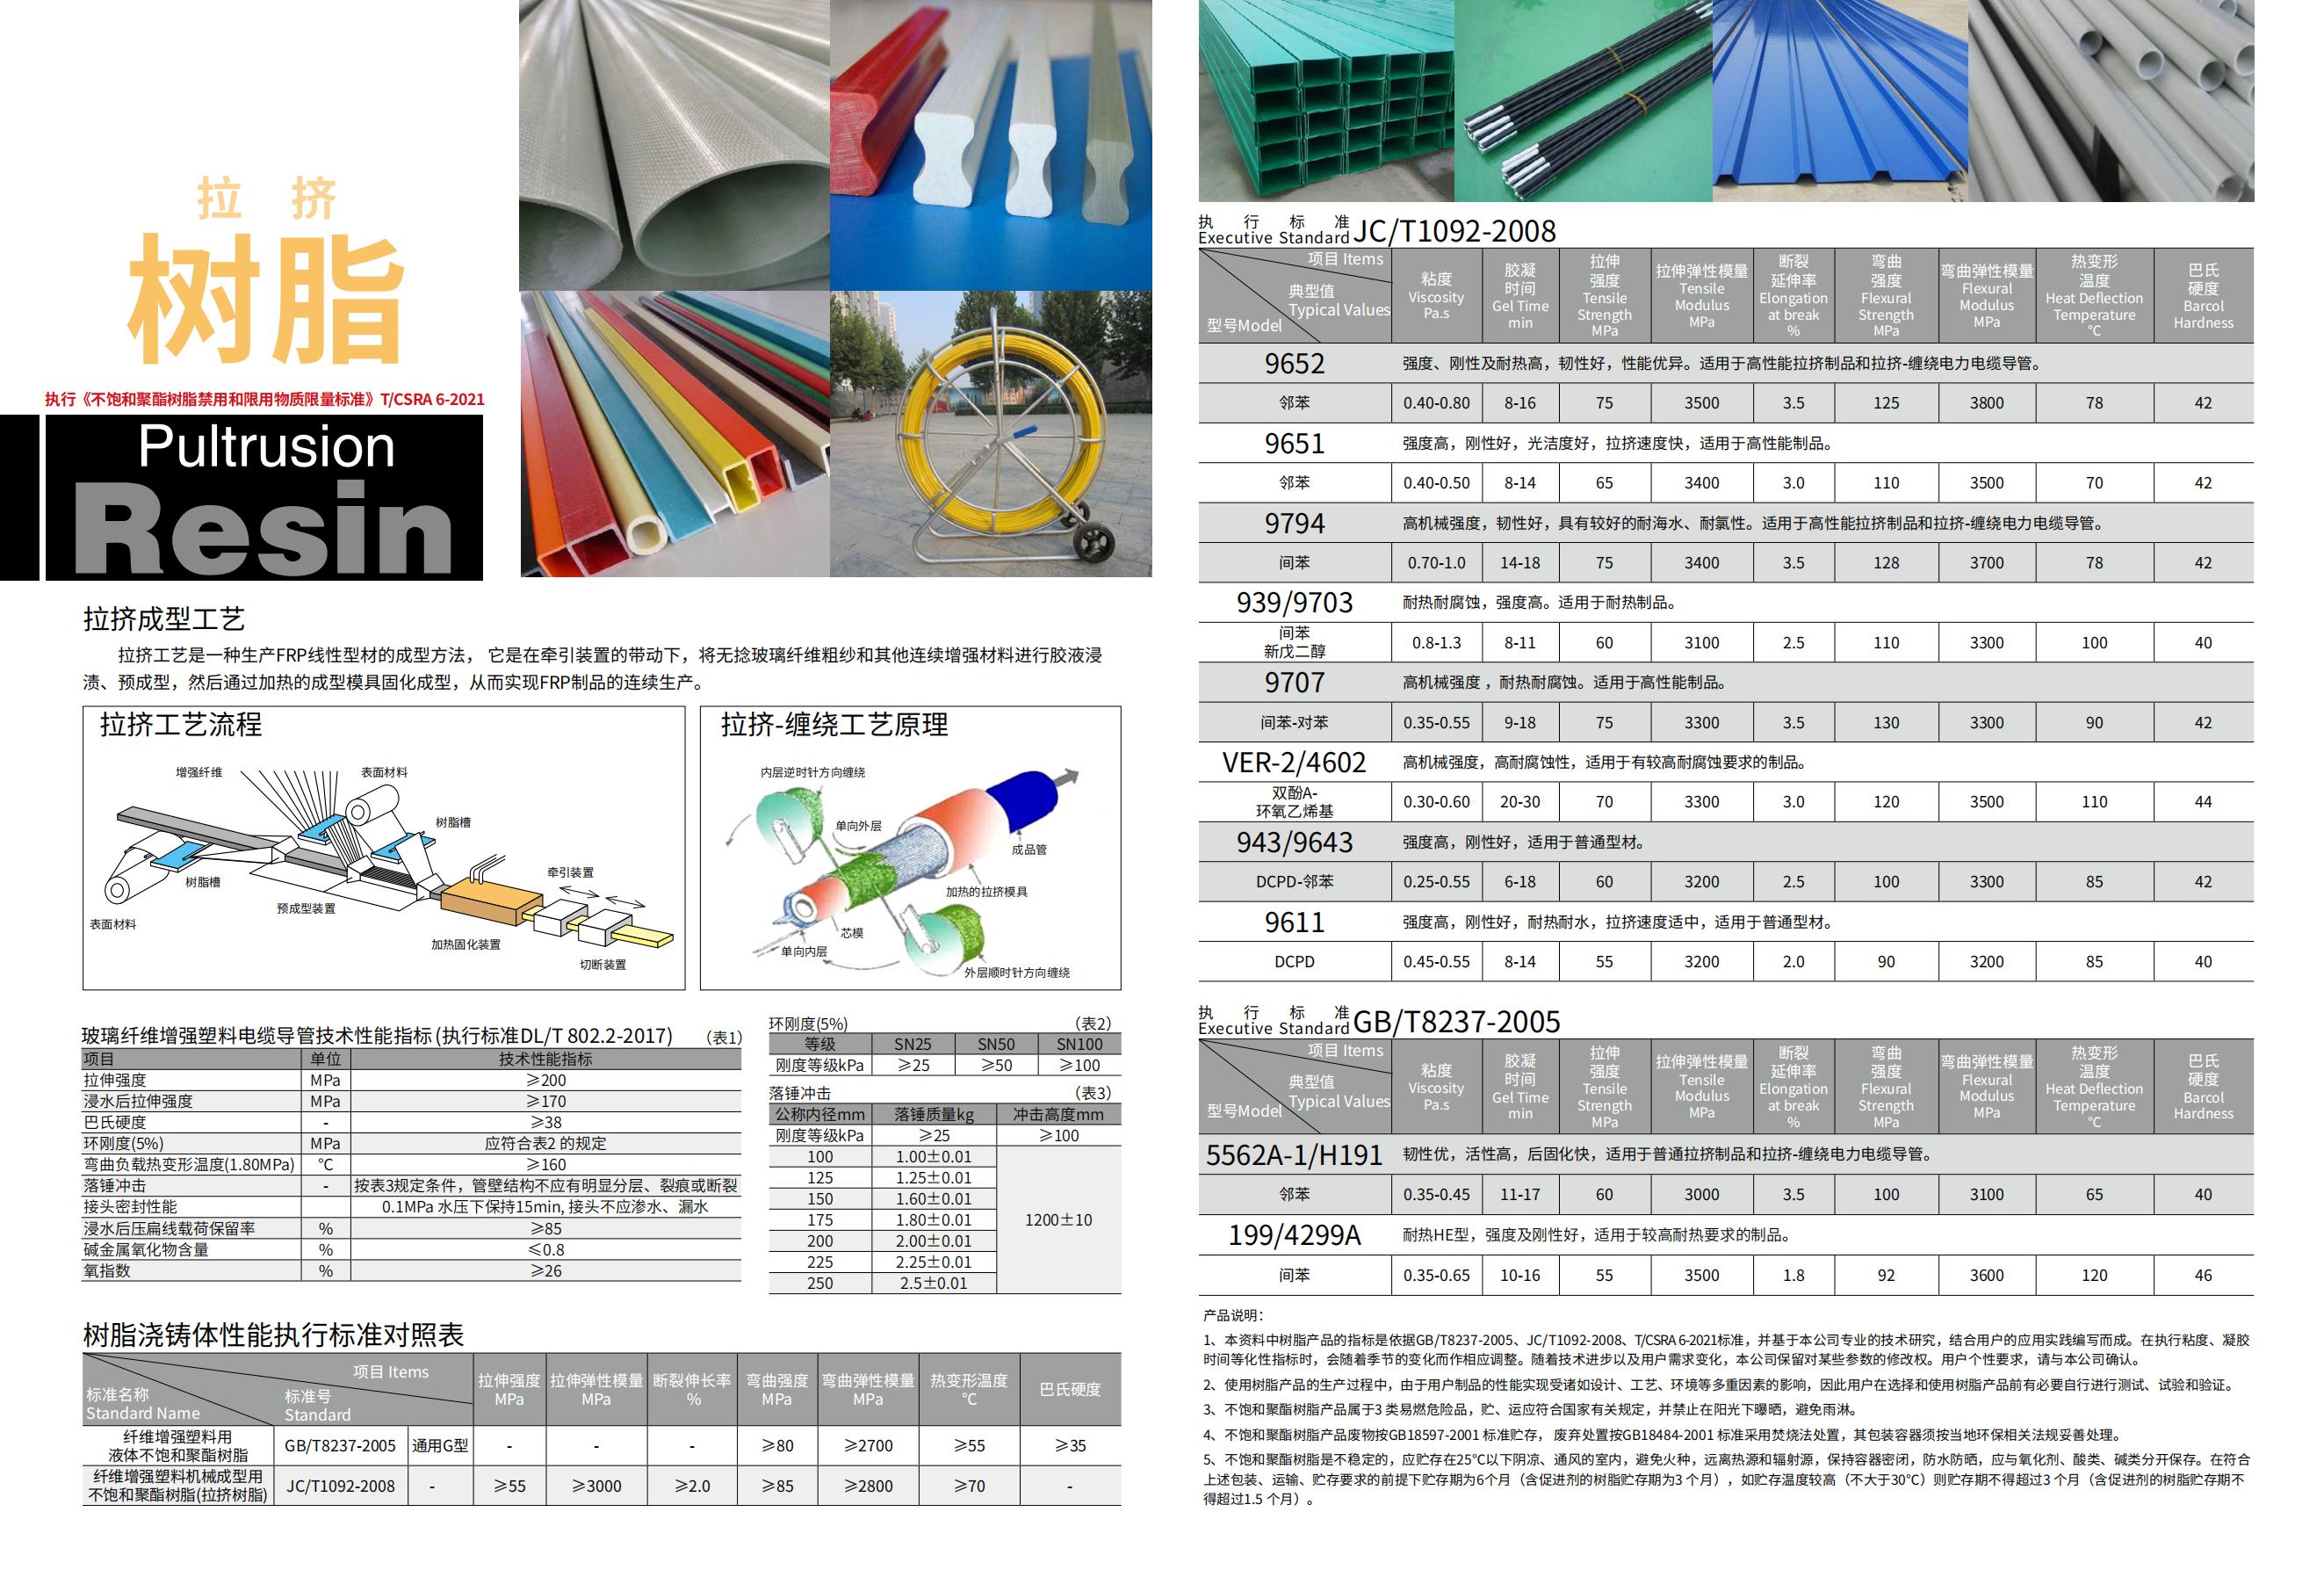 拉 挤
树脂
执行《不饱和聚酯树脂禁用和限用物质限量标准》T/CSRA 6-2021
Pultrusion
Resin
拉挤成型工艺
拉挤工艺是一种生产FRP线性型材的成型方法， 它是在牵引装置的带动下，将无捻玻璃纤维粗纱和其他连续增强材料进行胶液浸
渍、预成型，然后通过加热的成型模具固化成型，从而实现FRP制品的连续生产。
拉挤工艺流程
增强纤维
表面材料
树脂槽
树脂槽
牵引装置
预成型装置
表面材料
加热固化装置
切断装置
拉挤-缠绕工艺原理
内层逆时针方向缠绕
单向外层
成品管
加热的拉挤模具
芯模
单向内层
外层顺时针方向缠绕
玻璃纤维增强塑料电缆导管技术性能指标(执行标准DL/T 802.2-2017) （表1）
项目 单位 技术性能指标
拉伸强度 MPa ≥200
浸水后拉伸强度 MPa ≥170
巴氏硬度 - ≥38
环刚度(5%) MPa 应符合表2 的规定
弯曲负载热变形温度(1.80MPa) ℃ ≥160
落锤冲击 - 按表3规定条件，管壁结构不应有明显分层、裂痕或断裂
接头密封性能 0.1MPa 水压下保持15min, 接头不应渗水、漏水
浸水后压扁线载荷保留率 % ≥85
碱金属氧化物含量 % ≤0.8
氧指数 % ≥26
环刚度(5%) （表2）
等级 SN25 SN50 SN100
刚度等级kPa ≥25 ≥50 ≥100
落锤冲击 （表3）
公称内径mm 落锤质量kg 冲击高度mm
刚度等级kPa ≥25 ≥100
100 1.00±0.01
125 1.25±0.01
150 1.60±0.01
175 1.80±0.01 1200±10
200 2.00±0.01
225 2.25±0.01
250 2.5±0.01
树脂浇铸体性能执行标准对照表
项目 Items
标准名称
Standard Name
标准号
Standard
拉伸强度
MPa
拉伸弹性模量
MPa
断裂伸长率
%
弯曲强度
MPa
弯曲弹性模量
MPa
热变形温度
℃
巴氏硬度
纤维增强塑料用
液体不饱和聚酯树脂
GB/T8237-2005 通用G型 - - - ≥80 ≥2700 ≥55 ≥35
纤维增强塑料机械成型用
不饱和聚酯树脂(拉挤树脂)
JC/T1092-2008 - ≥55 ≥3000 ≥2.0 ≥85 ≥2800 ≥70 -
执 行 标 准
Executive Standard JC/T1092-2008
项目 Items
典型值
Typical Values
型号Model
粘度
Viscosity
Pa.s
胶凝
时间
Gel Time
min
拉伸
强度
Tensile
Strength
MPa
拉伸弹性模量
Tensile
Modulus
MPa
断裂
延伸率
Elongation
at break
%
弯曲
强度
Flexural
Strength
MPa
弯曲弹性模量
Flexural
Modulus
MPa
热变形
温度
Heat Deflection
Temperature
℃
巴氏
硬度
Barcol
Hardness
9652 强度、刚性及耐热高，韧性好，性能优异。适用于高性能拉挤制品和拉挤-缠绕电力电缆导管。
邻苯 0.40-0.80 8-16 75 3500 3.5 125 3800 78 42
9651 强度高，刚性好，光洁度好，拉挤速度快，适用于高性能制品。
邻苯 0.40-0.50 8-14 65 3400 3.0 110 3500 70 42
9794 高机械强度，韧性好，具有较好的耐海水、耐氯性。适用于高性能拉挤制品和拉挤-缠绕电力电缆导管。
间苯 0.70-1.0 14-18 75 3400 3.5 128 3700 78 42
939/9703 耐热耐腐蚀，强度高。适用于耐热制品。
间苯
新戊二醇
0.8-1.3 8-11 60 3100 2.5 110 3300 100 40
9707 高机械强度 ，耐热耐腐蚀。适用于高性能制品。
间苯-对苯 0.35-0.55 9-18 75 3300 3.5 130 3300 90 42
VER-2/4602 高机械强度，高耐腐蚀性，适用于有较高耐腐蚀要求的制品。
双酚A-
环氧乙烯基
0.30-0.60 20-30 70 3300 3.0 120 3500 110 44
943/9643 强度高，刚性好，适用于普通型材。
DCPD-邻苯 0.25-0.55 6-18 60 3200 2.5 100 3300 85 42
9611 强度高，刚性好，耐热耐水，拉挤速度适中，适用于普通型材。
DCPD 0.45-0.55 8-14 55 3200 2.0 90 3200 85 40
执 行 标 准
Executive Standard GB/T8237-2005
项目 Items
典型值
Typical Values
型号Model
粘度
Viscosity
Pa.s
胶凝
时间
Gel Time
min
拉伸
强度
Tensile
Strength
MPa
拉伸弹性模量
Tensile
Modulus
MPa
断裂
延伸率
Elongation
at break
%
弯曲
强度
Flexural
Strength
MPa
弯曲弹性模量
Flexural
Modulus
MPa
热变形
温度
Heat Deflection
Temperature
℃
巴氏
硬度
Barcol
Hardness
5562A-1/H191 韧性优，活性高，后固化快，适用于普通拉挤制品和拉挤-缠绕电力电缆导管。
邻苯 0.35-0.45 11-17 60 3000 3.5 100 3100 65 40
199/4299A 耐热HE型，强度及刚性好，适用于较高耐热要求的制品。
间苯 0.35-0.65 10-16 55 3500 1.8 92 3600 120 46
产品说明：
1、本资料中树脂产品的指标是依据GB/T8237-2005、JC/T1092-2008、T/CSRA 6-2021标准，并基于本公司专业的技术研究，结合用户的应用实践编写而成。在执行粘度、凝胶
时间等化性指标时，会随着季节的变化而作相应调整。随着技术进步以及用户需求变化，本公司保留对某些参数的修改权。用户个性要求，请与本公司确认。
2、使用树脂产品的生产过程中，由于用户制品的性能实现受诸如设计、工艺、环境等多重因素的影响，因此用户在选择和使用树脂产品前有必要自行进行测试、试验和验证。
3、不饱和聚酯树脂产品属于3 类易燃危险品，贮、运应符合国家有关规定，并禁止在阳光下曝晒，避免雨淋。
4、不饱和聚酯树脂产品废物按GB18597-2001 标准贮存， 废弃处置按GB18484-2001 标准采用焚烧法处置，其包装容器须按当地环保相关法规妥善处理。
5、不饱和聚酯树脂是不稳定的，应贮存在25℃以下阴凉、通风的室内，避免火种，远离热源和辐射源，保持容器密闭，防水防晒，应与氧化剂、酸类、碱类分开保存。在符合
上述包装、运输、贮存要求的前提下贮存期为6个月（含促进剂的树脂贮存期为3 个月），如贮存温度较高（不大于30℃）则贮存期不得超过3 个月（含促进剂的树脂贮存期不
得超过1.5 个月）。